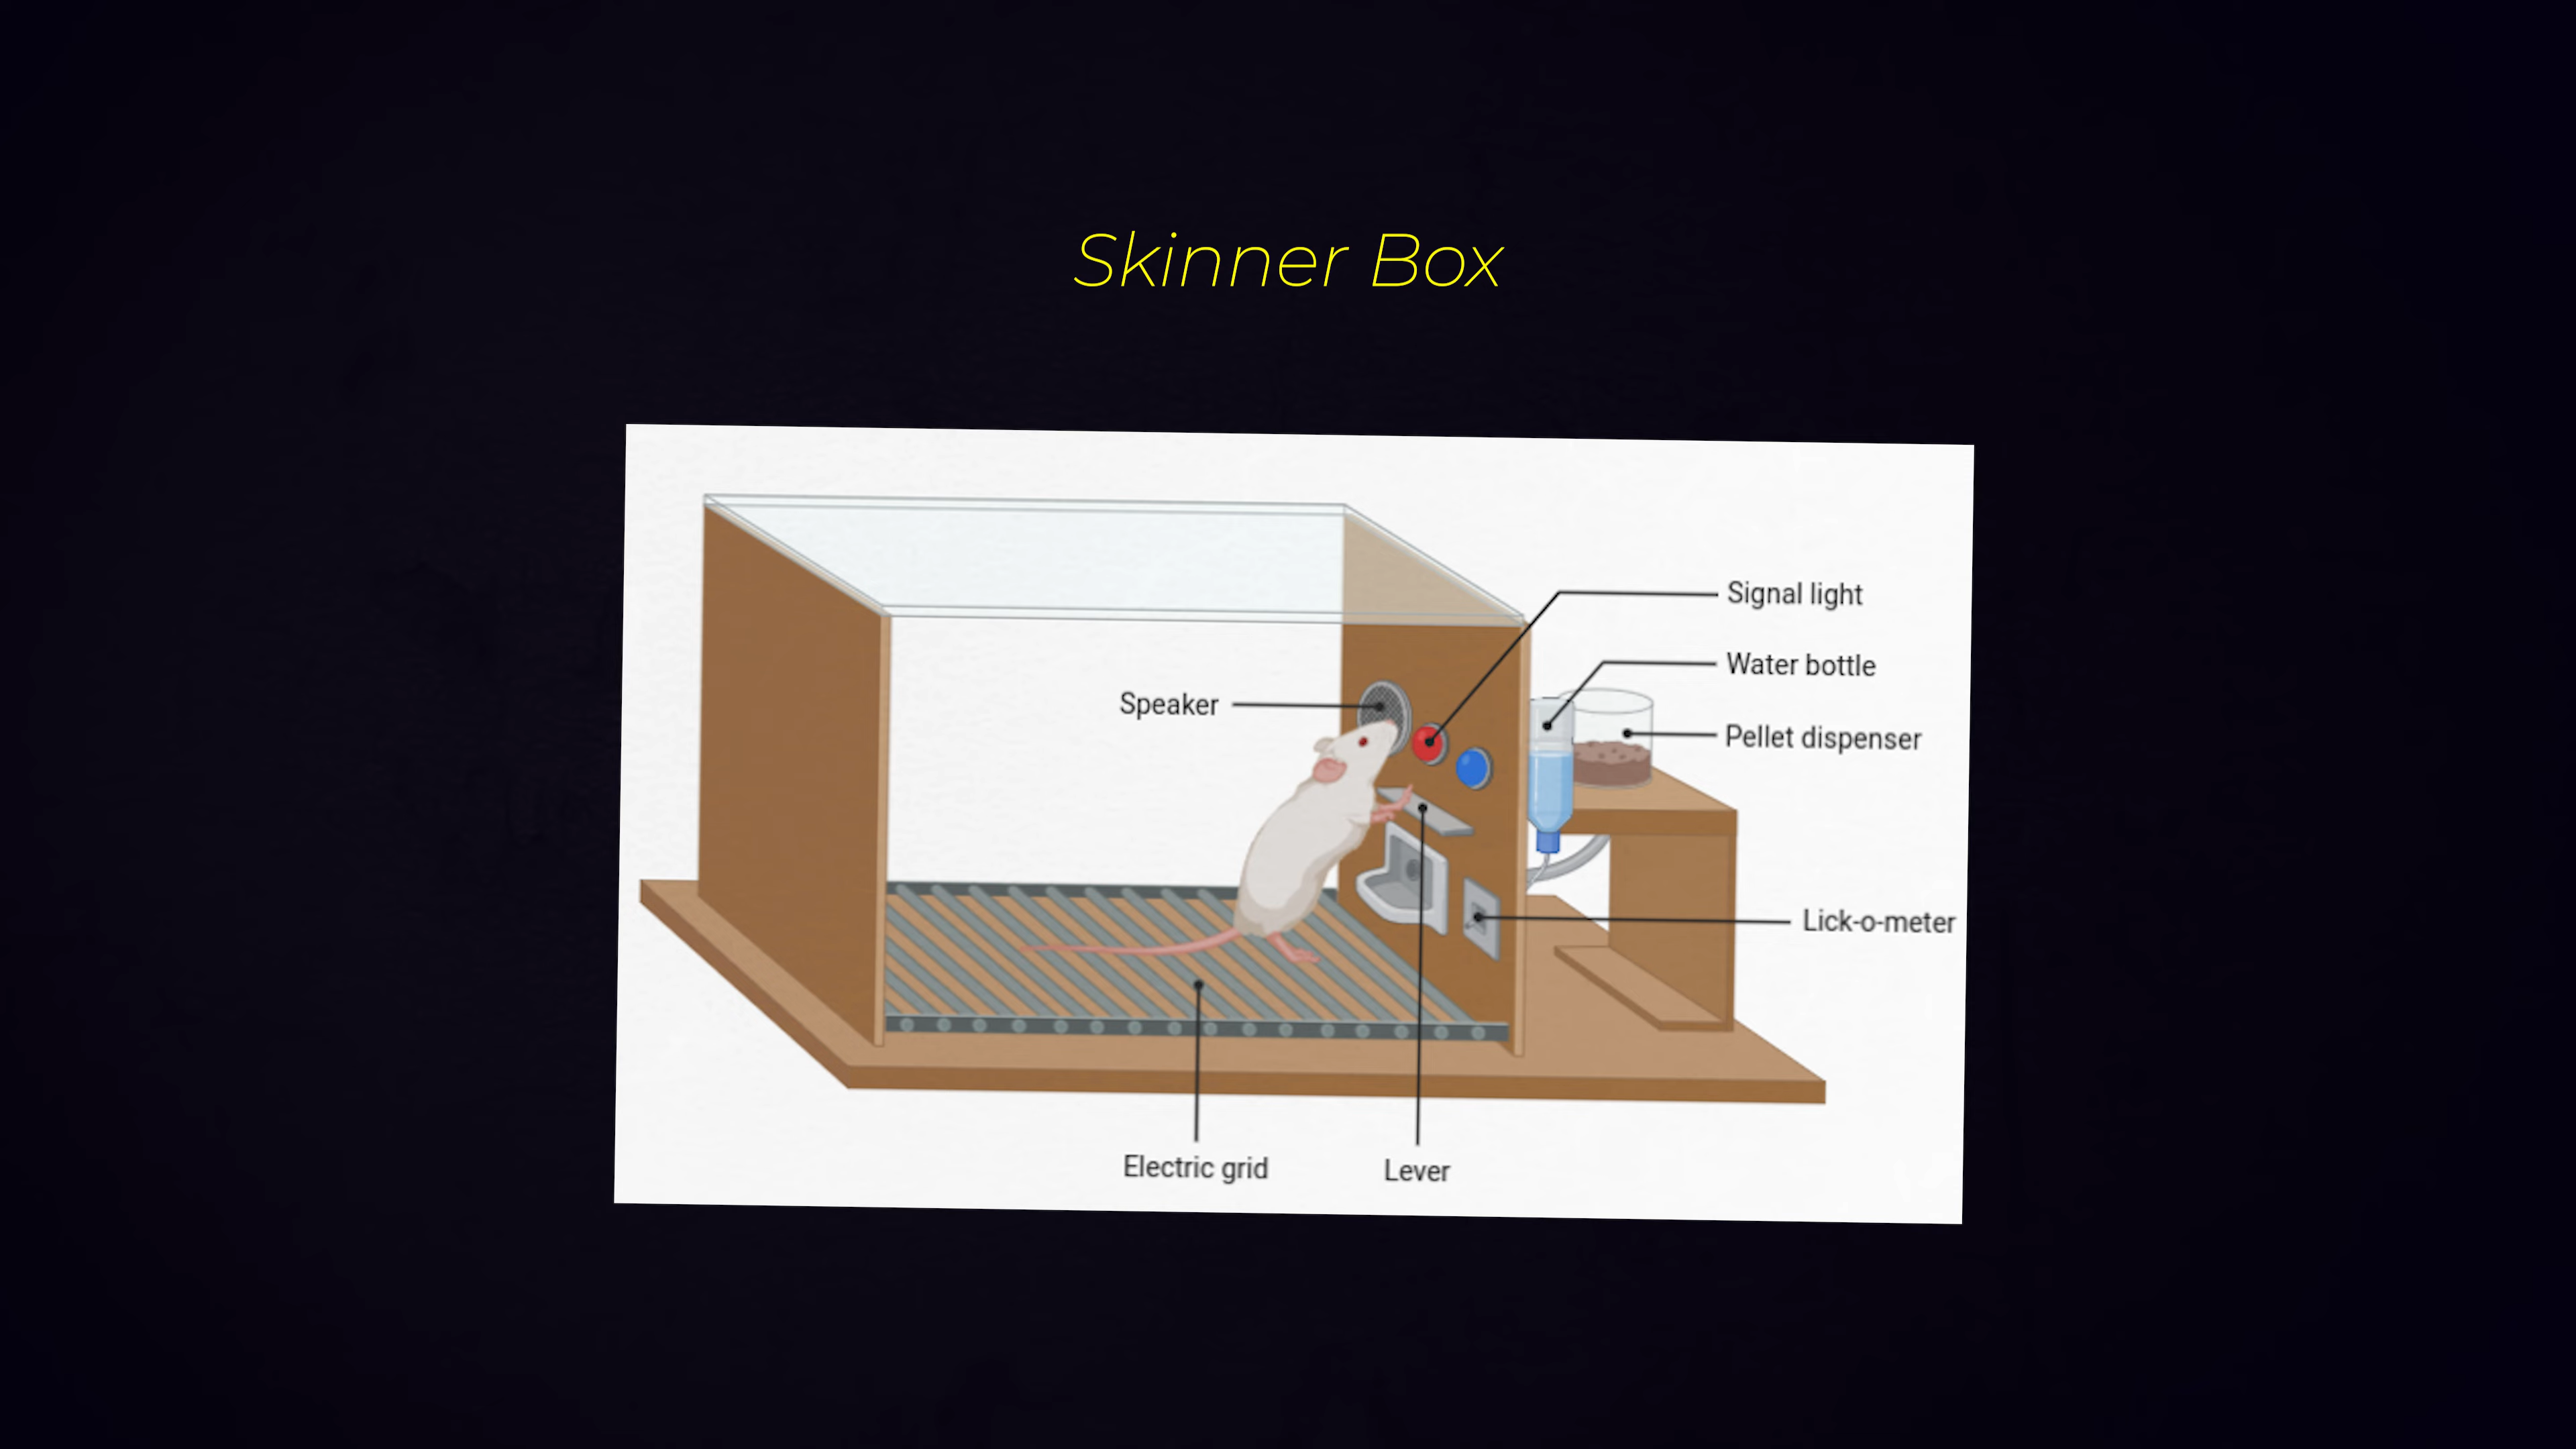 Skinner Box
Signal light
Water bottle
Speaker
Pellet dispenser
Lick-o-meter
Electric grid
Lever